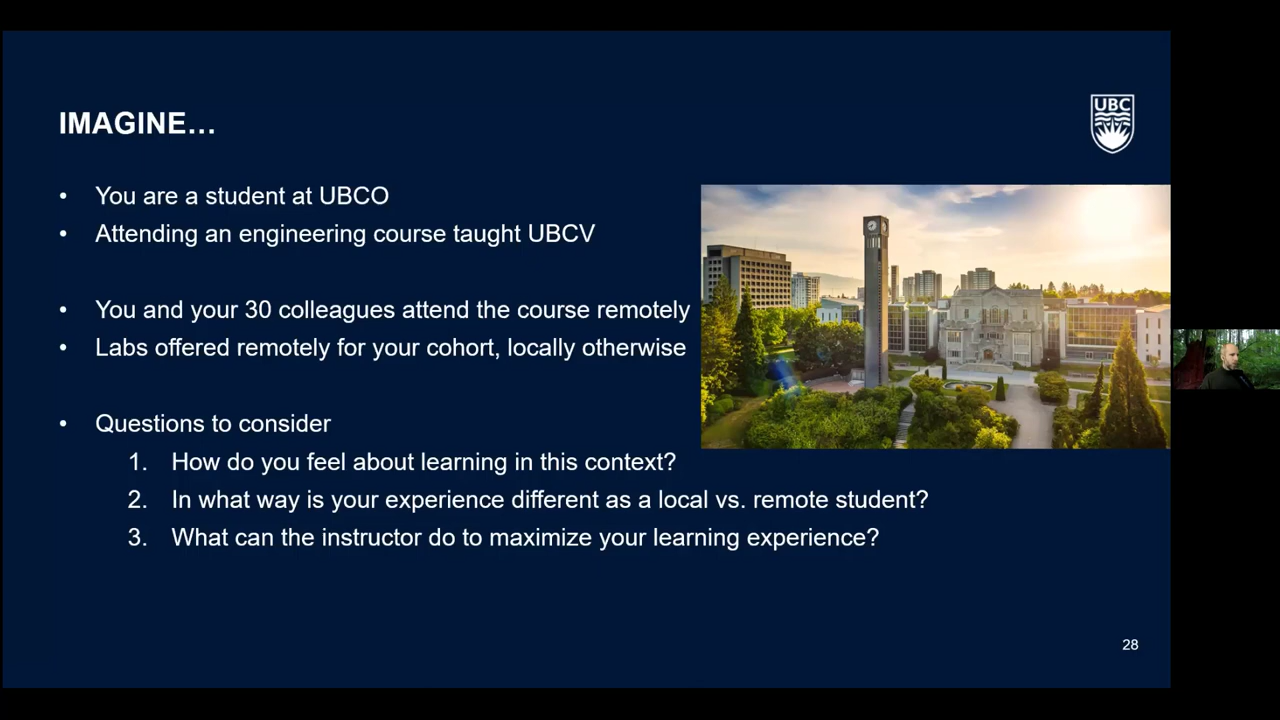 IMAGINE…
UBC
• You are a student at UBCO
• Attending an engineering course taught UBCV
• You and your 30 colleagues attend the course remotely
• Labs offered remotely for your cohort, locally otherwise
• Questions to consider
1. How do you feel about learning in this context?
2. In what way is your experience different as a local vs. remote student?
3. What can the instructor do to maximize your learning experience?
28